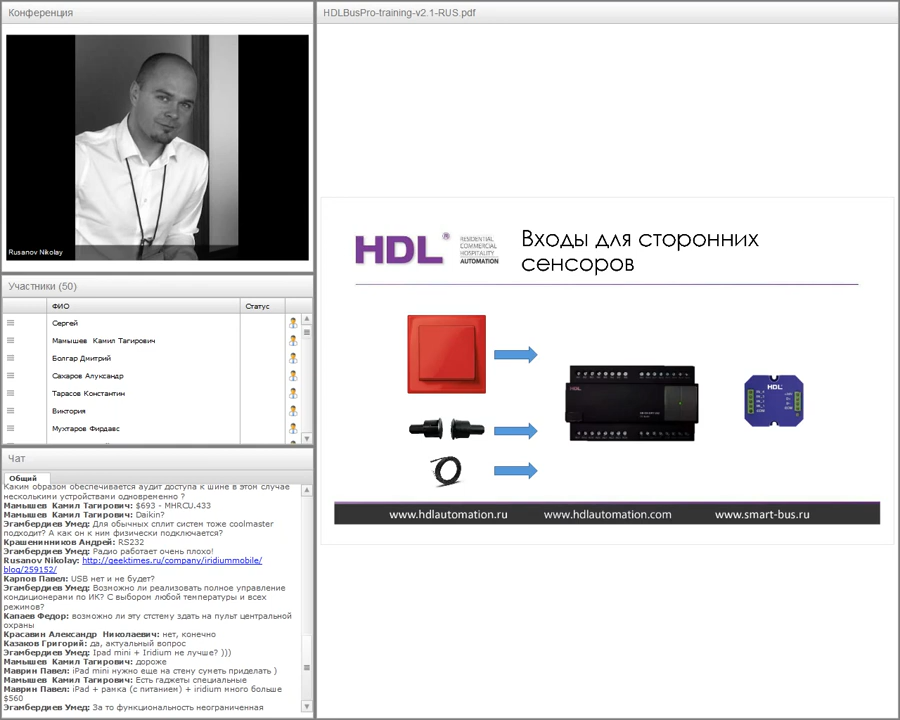 Конференция
Rusanov Nikolay
Участники (50)
ФИО
Статус
Сергей
Мамышев Камил Тагирович
Болгар Дмитрий
Сахаров Алуксандр
Тарасов Константин
Виктория
Мухтаров Фирдавс
Чат
Общий
Каким образом обеспечивается аудит доступа к шине в этом случае
несколькими устройствами одновременно ?
Мамышев Камил Тагирович: $693 - MHRCU.433
Мамышев Камил Тагирович: Daikin?
Эгамбердиев Умед: Для обычных сплит систем тоже coolmaster
подходит? А как он к ним физически подключается?
Крашенинников Андрей: RS232
Эгамбердиев Умед: Радио работает очень плохо!
Rusanov Nikolay: http://geektimes.ru/company/iridiummobile/
blog/259152/
Карпов Павел: USB нет и не будет?
Эгамбердиев Умед: Возможно ли реализовать полное управление
кондиционерами по ИК? С выбором любой температуры и всех
режимов?
Капаев Федор: возможно ли эту стстему здать на пульт центральной
охраны
Красавин Александр Николаевич: нет, конечно
Казаков Григорий: да, актуальный вопрос
Эгамбердиев Умед: Ipad mini + Iridium не лучше? )))
Мамышев Камил Тагирович: дороже
Маврин Павел: iPad mini нужно еще на стену суметь приделать )
Мамышев Камил Тагирович: Есть гаджеты специальные
Маврин Павел: iPad + рамка (с питанием) + iridium много больше
$560
Эгамбердиев Умед: За то функциональность неограниченная
HDLBusPro-training-v2.1-RUS.pdf
HDL®
RESIDENTIAL
COMMERCIAL
HOSPITALITY
AUTOMATION
Входы для сторонних
сенсоров
HDL
HDL
www.hdlautomation.ru
www.hdlautomation.com
www.smart-bus.ru